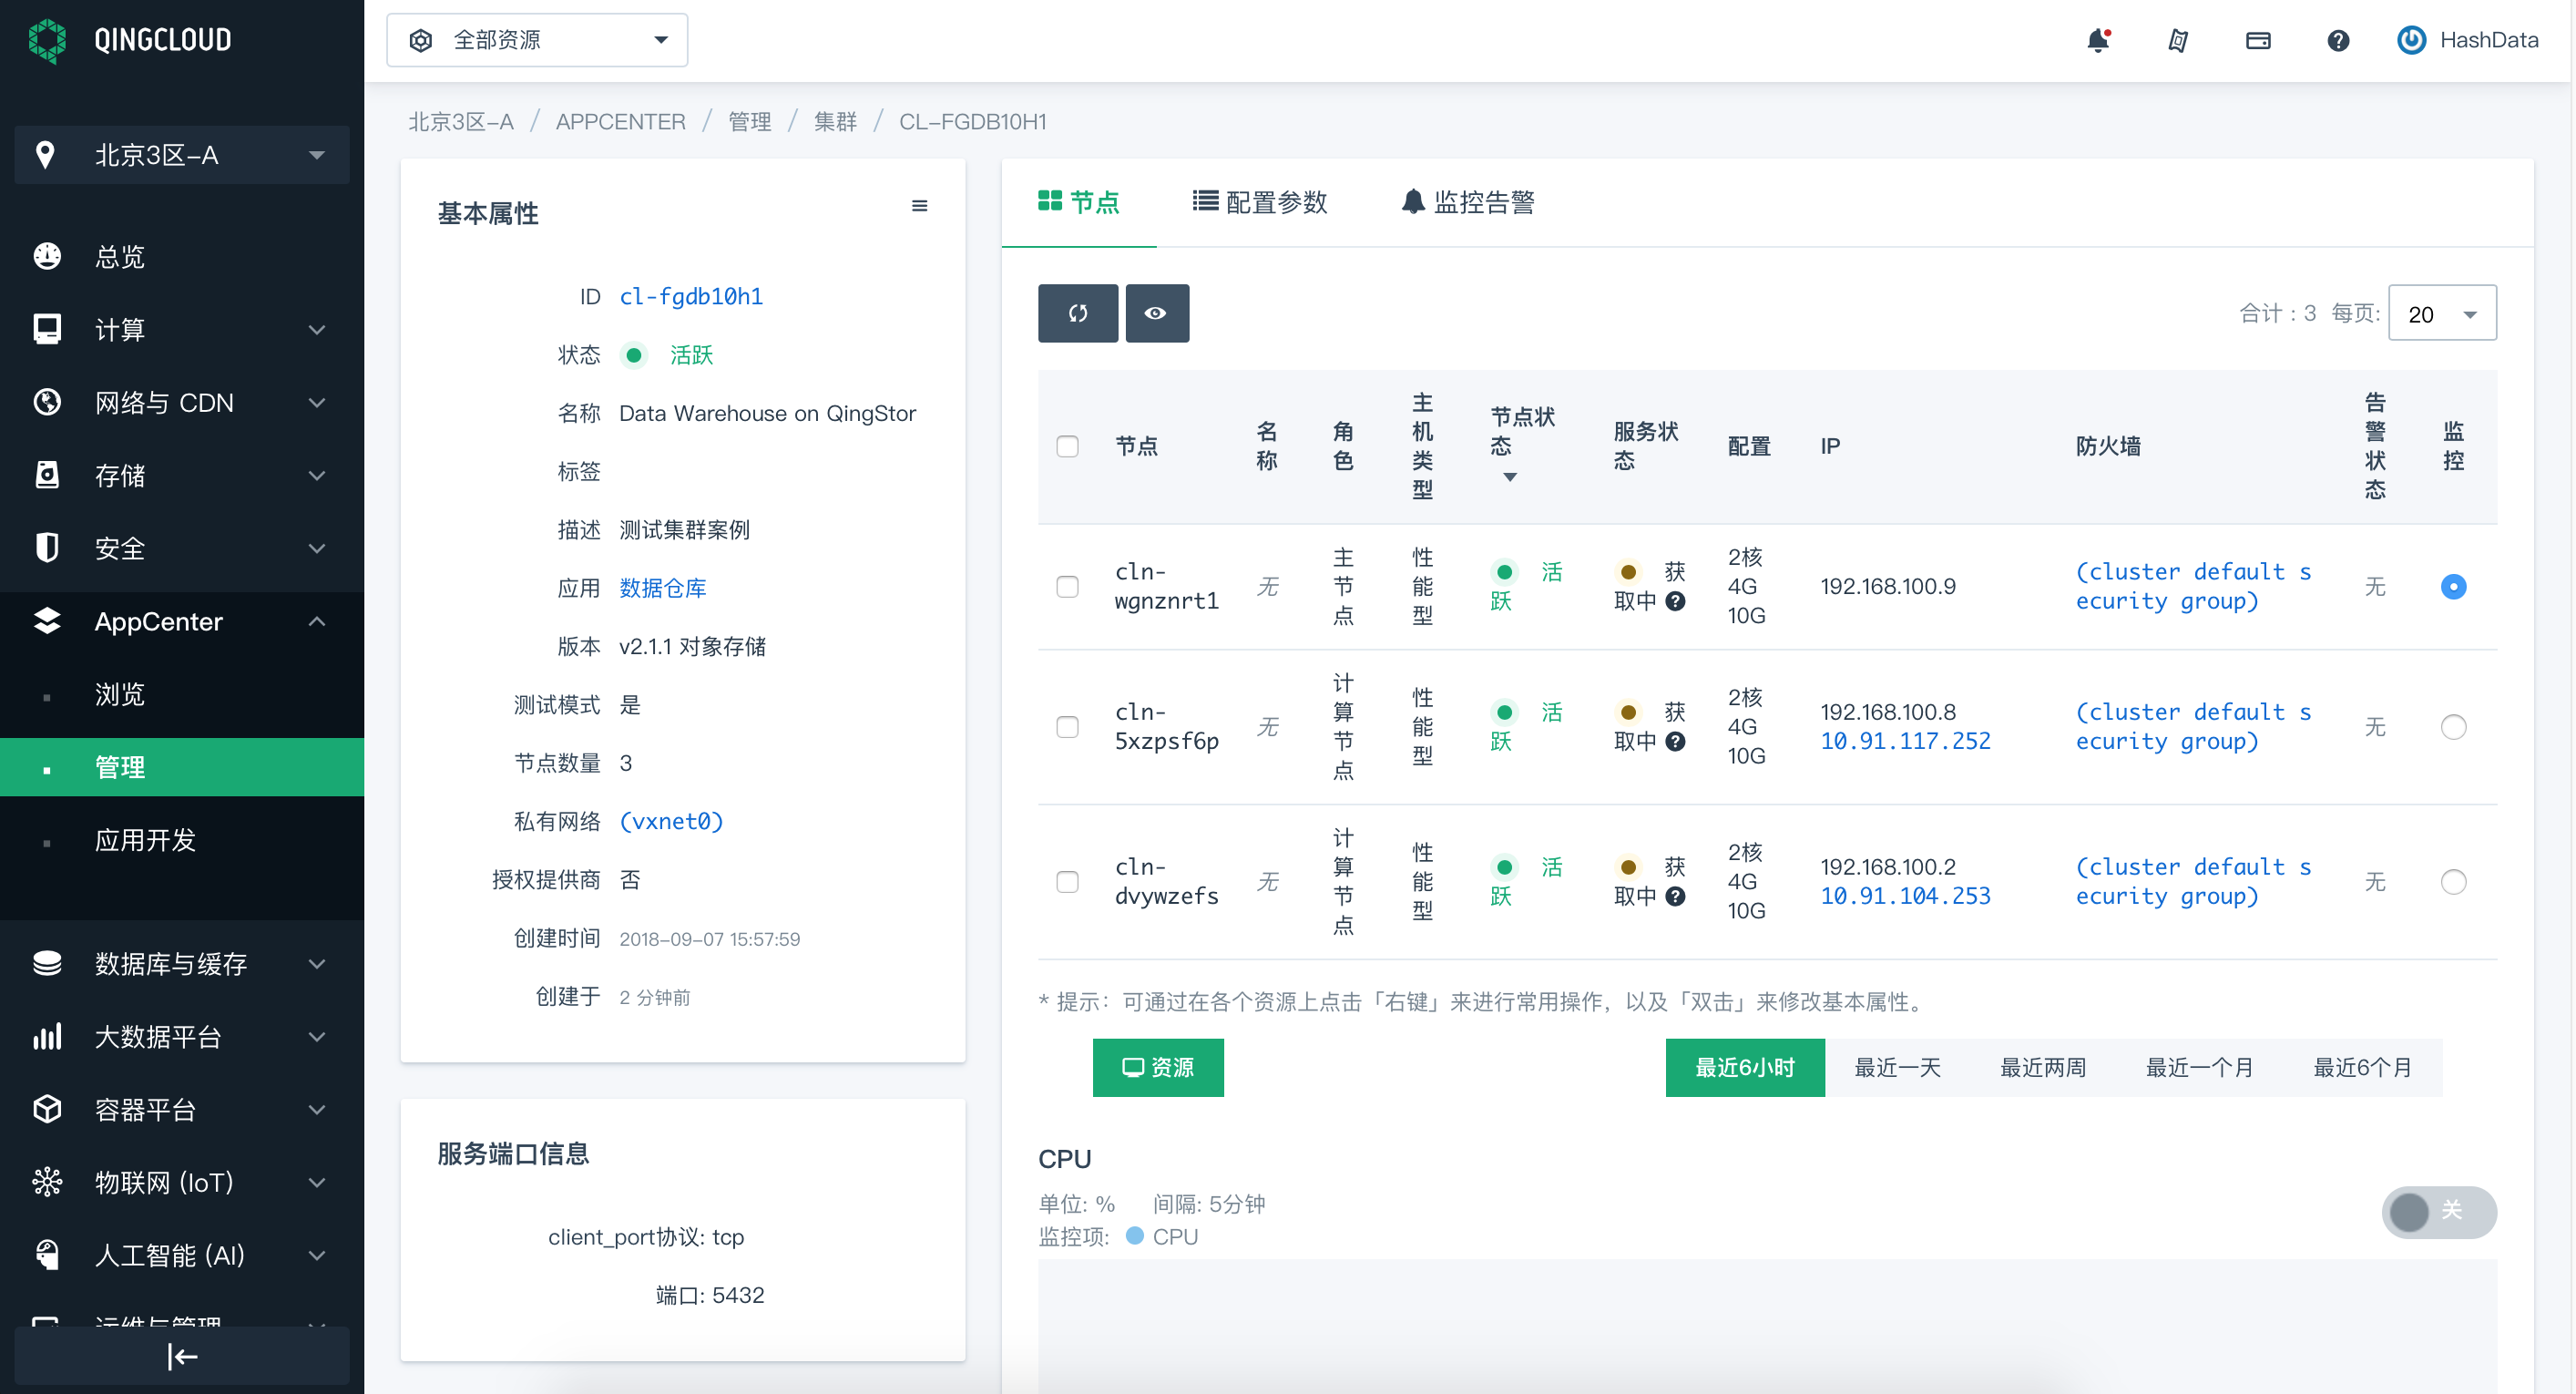 QINGCLOUD
全部资源
HashData
北京3区-A
总览
计算
网络与 CDN
存储
安全
AppCenter
浏览
管理
应用开发
数据库与缓存
大数据平台
容器平台
物联网 (IoT)
人工智能 (AI)
运维与管理
北京3区-A / APPCENTER / 管理 / 集群 / CL-FGDB10H1
基本属性
ID cl-fgdb10h1
状态 活跃
名称 Data Warehouse on QingStor
标签
描述 测试集群案例
应用 数据仓库
版本 v2.1.1 对象存储
测试模式 是
节点数量 3
私有网络 (vxnet0)
授权提供商 否
创建时间 2018-09-07 15:57:59
创建于 2 分钟前
服务端口信息
client_port协议: tcp
端口: 5432
节点 配置参数 监控告警
合计 : 3 每页: 20
节点 名称 角色 主机类型 节点状态 服务状态 配置 IP 防火墙 告警状态 监控
cln-wgnznrt1 无 主节点 性能型 活跃 获取中 2核 4G 10G 192.168.100.9 (cluster default security group) 无
cln-5xzpsf6p 无 计算节点 性能型 活跃 获取中 2核 4G 10G 192.168.100.8 10.91.117.252 (cluster default security group) 无
cln-dvywzefs 无 计算节点 性能型 活跃 获取中 2核 4G 10G 192.168.100.2 10.91.104.253 (cluster default security group) 无
* 提示：可通过在各个资源上点击「右键」来进行常用操作，以及「双击」来修改基本属性。
资源
最近6小时 最近一天 最近两周 最近一个月 最近6个月
CPU
单位: % 间隔: 5分钟
监控项: CPU
关